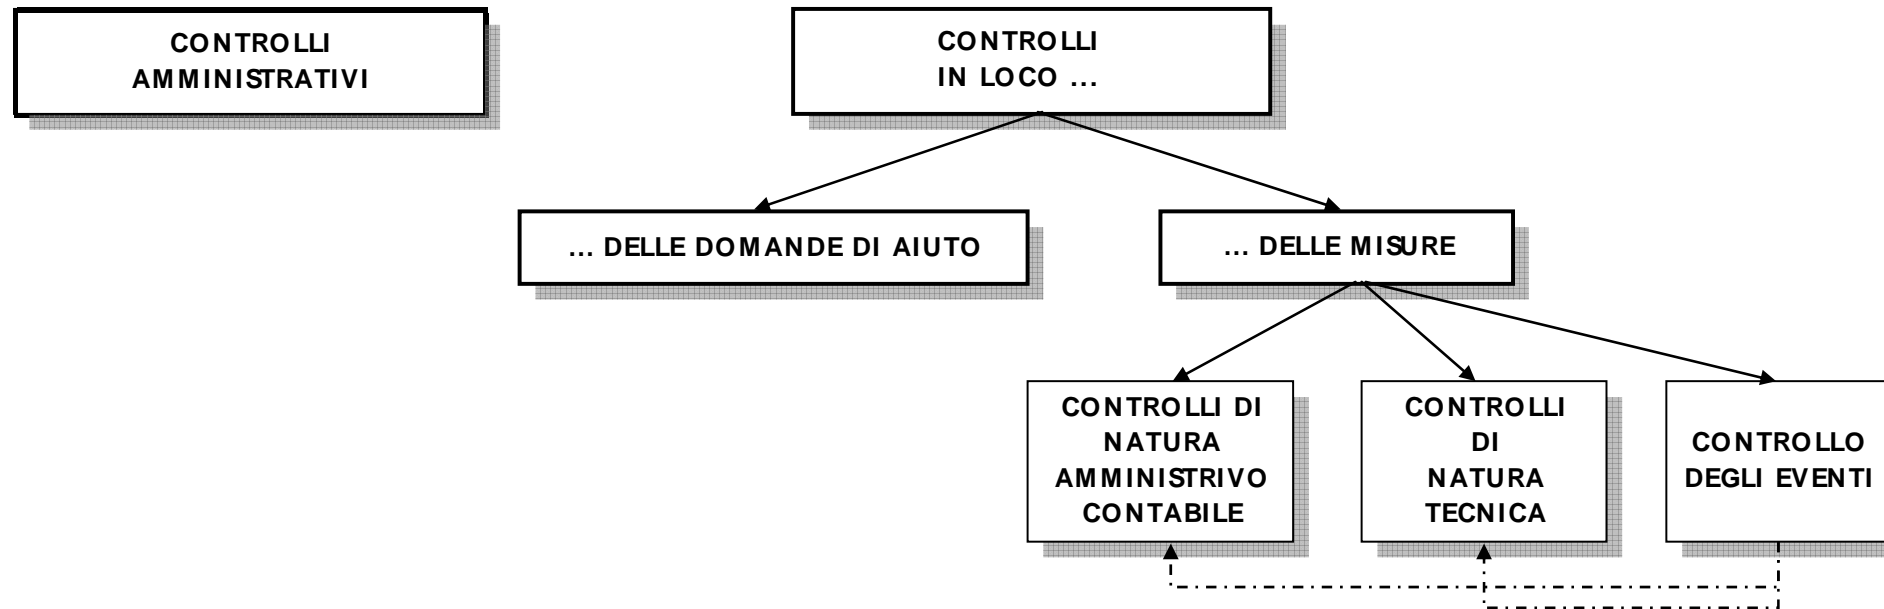 CONTROLLI
AMMINISTRATIVI
CONTROLLI
IN LOCO ...
... DELLE DOMANDE DI AIUTO
... DELLE MISURE
CONTROLLI DI
NATURA
AMMINISTRIVO
CONTABILE
CONTROLLI
DI
NATURA
TECNICA
CONTROLLO
DEGLI EVENTI